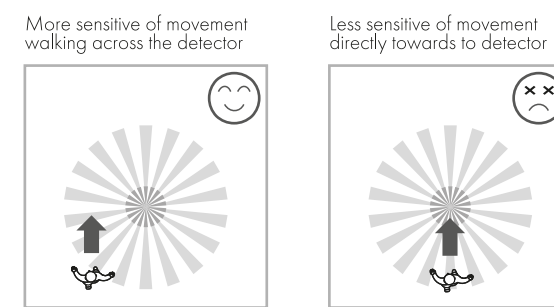 More sensitive of movement
walking across the detector
Less sensitive of movement
directly towards to detector